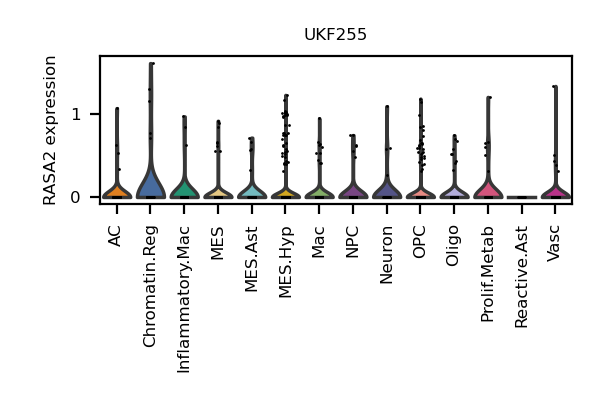 UKF255
RASA2 expression
1
0
AC
Chromatin.Reg
Inflammatory.Mac
MES
MES.Ast
MES.Hyp
Mac
NPC
Neuron
OPC
Oligo
Prolif.Metab
Reactive.Ast
Vasc